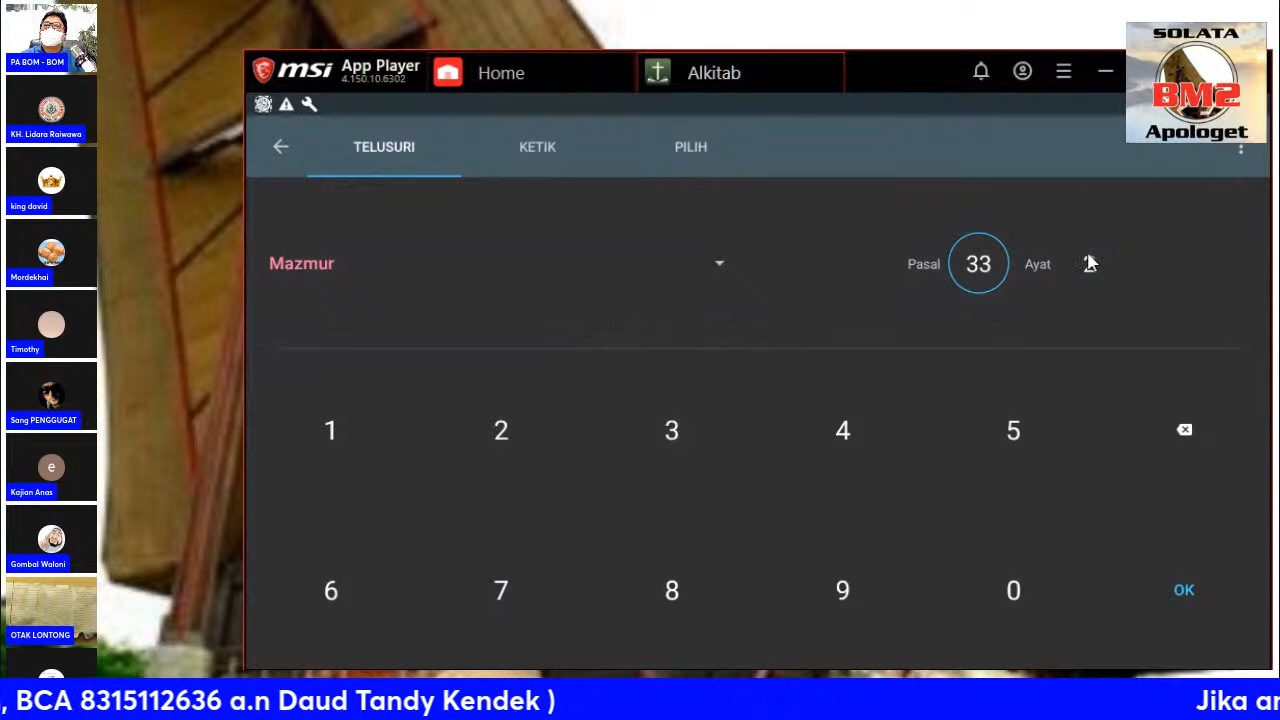 PA BOM - BOM
KH. Lidara Raiwawa
king david
Mordekhai
Timothy
Sang PENGGUGAT
e
Kajian Anas
Gombal Waloni
OTAK LONTONG
msi App Player
4.150.10.6302
Home
Alkitab
SOLATA
BM2
Apologet
TELUSURI
KETIK
PILIH
Mazmur
Pasal 33 Ayat
1 2 3 4 5
6 7 8 9 0 OK
, BCA 8315112636 a.n Daud Tandy Kendek )
Jika